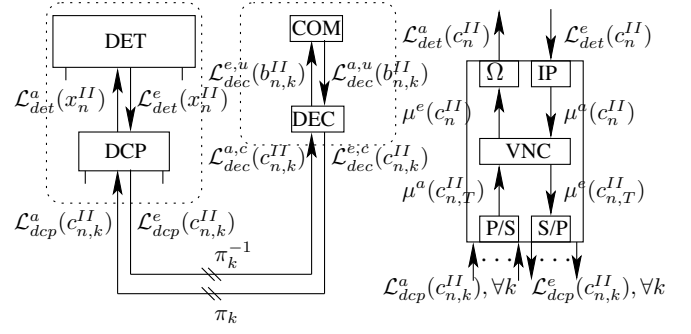 DET
COM
DCP
DEC
Ω
IP
VNC
P/S
S/P
$\mathcal{L}^{a}_{det}(x^{II}_{n})$
$\mathcal{L}^{e}_{det}(x^{II}_{n})$
$\mathcal{L}^{a}_{dcp}(c^{II}_{n,k})$
$\mathcal{L}^{e}_{dcp}(c^{II}_{n,k})$
$\mathcal{L}^{e,u}_{dec}(b^{II}_{n,k})$
$\mathcal{L}^{a,u}_{dec}(b^{II}_{n,k})$
$\mathcal{L}^{a,c}_{dec}(c^{II}_{n,k})$
$\mathcal{L}^{e,c}_{dec}(c^{II}_{n,k})$
$\pi^{-1}_{k}$
$\pi_{k}$
$\mathcal{L}^{a}_{det}(c^{II}_{n})$
$\mathcal{L}^{e}_{det}(c^{II}_{n})$
$\mu^{e}(c^{II}_{n})$
$\mu^{a}(c^{II}_{n})$
$\mu^{a}(c^{II}_{n,T})$
$\mu^{e}(c^{II}_{n,T})$
· · · · · ·
$\mathcal{L}^{a}_{dcp}(c^{II}_{n,k}), \forall k$
$\mathcal{L}^{e}_{dcp}(c^{II}_{n,k}), \forall k$